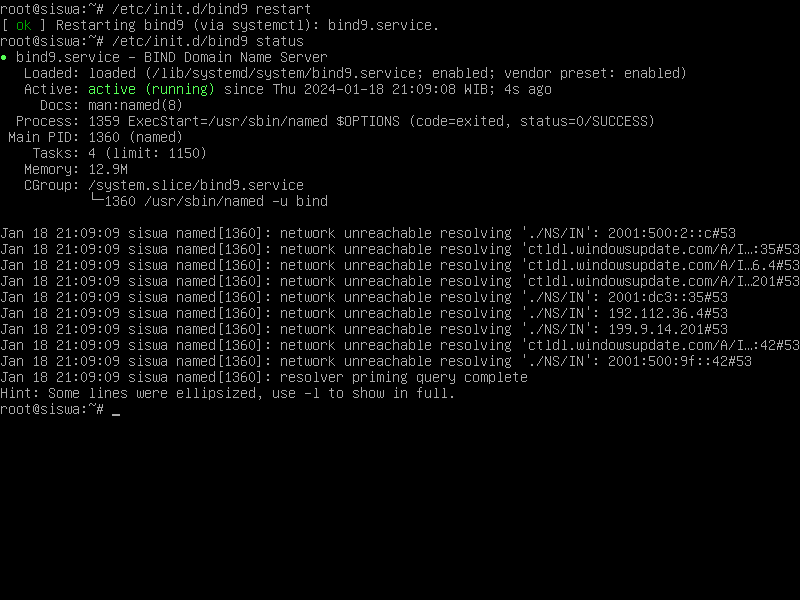 root@siswa:~# /etc/init.d/bind9 restart
[ ok ] Restarting bind9 (via systemctl): bind9.service.
root@siswa:~# /etc/init.d/bind9 status
● bind9.service - BIND Domain Name Server
   Loaded: loaded (/lib/systemd/system/bind9.service; enabled; vendor preset: enabled)
   Active: active (running) since Thu 2024-01-18 21:09:08 WIB; 4s ago
     Docs: man:named(8)
  Process: 1359 ExecStart=/usr/sbin/named $OPTIONS (code=exited, status=0/SUCCESS)
 Main PID: 1360 (named)
    Tasks: 4 (limit: 1150)
   Memory: 12.9M
   CGroup: /system.slice/bind9.service
           └─1360 /usr/sbin/named -u bind

Jan 18 21:09:09 siswa named[1360]: network unreachable resolving './NS/IN': 2001:500:2::c#53
Jan 18 21:09:09 siswa named[1360]: network unreachable resolving 'ctldl.windowsupdate.com/A/I…:35#53
Jan 18 21:09:09 siswa named[1360]: network unreachable resolving 'ctldl.windowsupdate.com/A/I…6.4#53
Jan 18 21:09:09 siswa named[1360]: network unreachable resolving 'ctldl.windowsupdate.com/A/I…201#53
Jan 18 21:09:09 siswa named[1360]: network unreachable resolving './NS/IN': 2001:dc3::35#53
Jan 18 21:09:09 siswa named[1360]: network unreachable resolving './NS/IN': 192.112.36.4#53
Jan 18 21:09:09 siswa named[1360]: network unreachable resolving './NS/IN': 199.9.14.201#53
Jan 18 21:09:09 siswa named[1360]: network unreachable resolving 'ctldl.windowsupdate.com/A/I…:42#53
Jan 18 21:09:09 siswa named[1360]: network unreachable resolving './NS/IN': 2001:500:9f::42#53
Jan 18 21:09:09 siswa named[1360]: resolver priming query complete
Hint: Some lines were ellipsized, use -l to show in full.
root@siswa:~# _